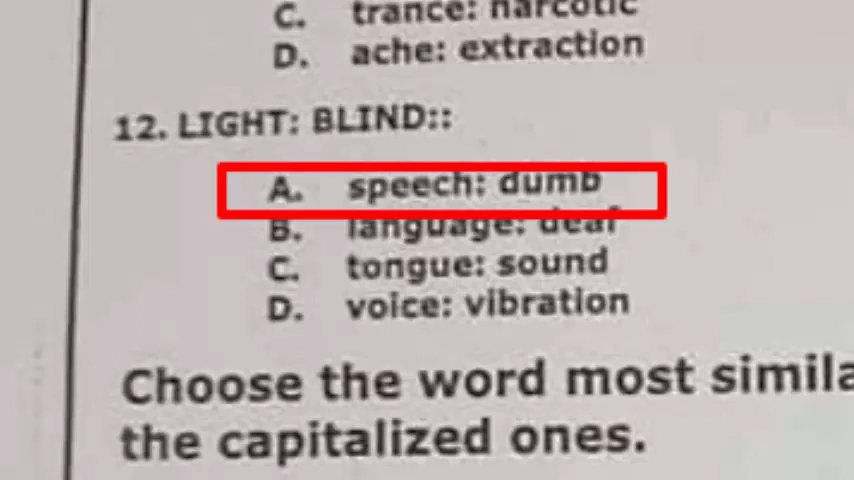 C. trance: narcotic
D. ache: extraction
12. LIGHT: BLIND::
A. speech: dumb
B. language: deaf
C. tongue: sound
D. voice: vibration
Choose the word most simila
the capitalized ones.